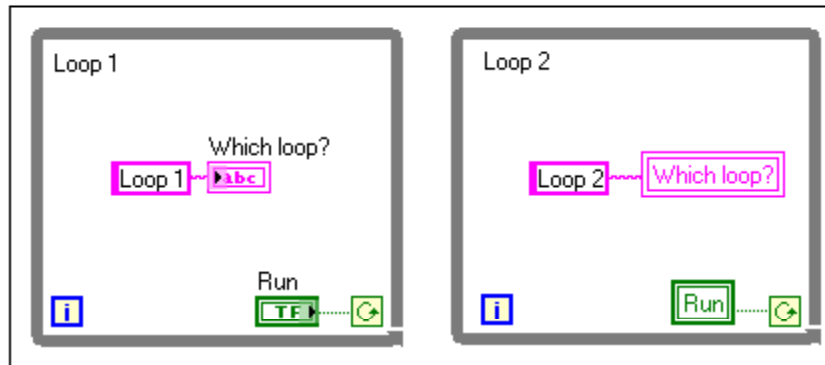 Loop 1
Which loop?
Loop 1
abc
Run
i
TF
Loop 2
Loop 2
Which loop?
Run
i